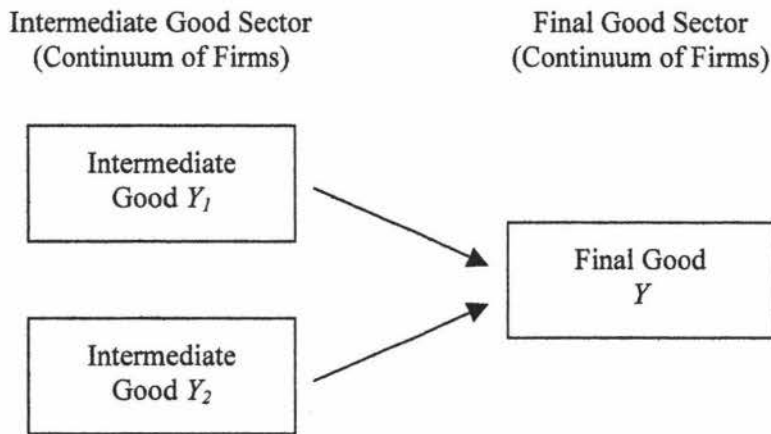 Intermediate Good Sector
(Continuum of Firms)
Final Good Sector
(Continuum of Firms)
Intermediate
Good Y₁
Final Good
Y
Intermediate
Good Y₂